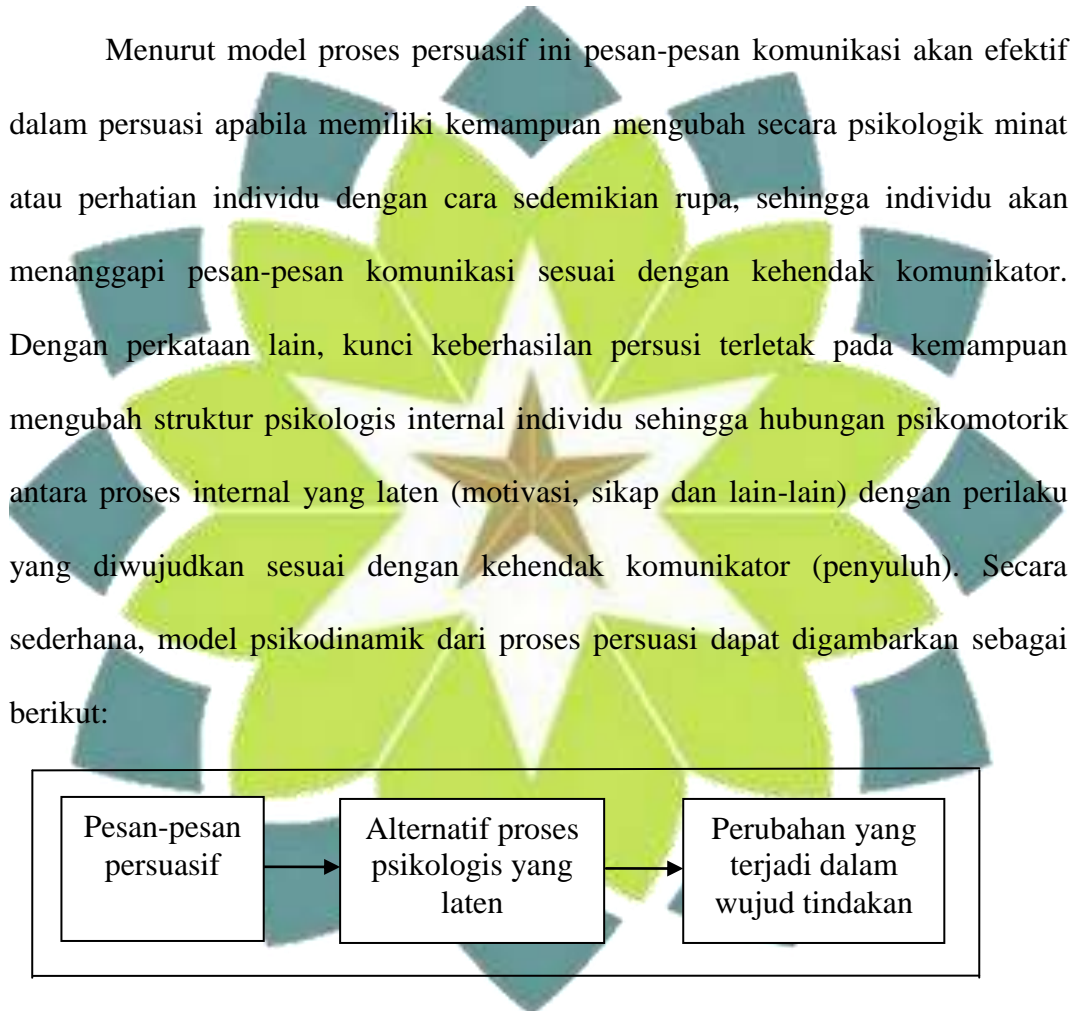 Menurut model proses persuasif ini pesan-pesan komunikasi akan efektif
dalam persuasi apabila memiliki kemampuan mengubah secara psikologik minat
atau perhatian individu dengan cara sedemikian rupa, sehingga individu akan
menanggapi pesan-pesan komunikasi sesuai dengan kehendak komunikator.
Dengan perkataan lain, kunci keberhasilan persusi terletak pada kemampuan
mengubah struktur psikologis internal individu sehingga hubungan psikomotorik
antara proses internal yang laten (motivasi, sikap dan lain-lain) dengan perilaku
yang diwujudkan sesuai dengan kehendak komunikator (penyuluh). Secara
sederhana, model psikodinamik dari proses persuasi dapat digambarkan sebagai
berikut:
Pesan-pesan
persuasif
Alternatif proses
psikologis yang
laten
Perubahan yang
terjadi dalam
wujud tindakan